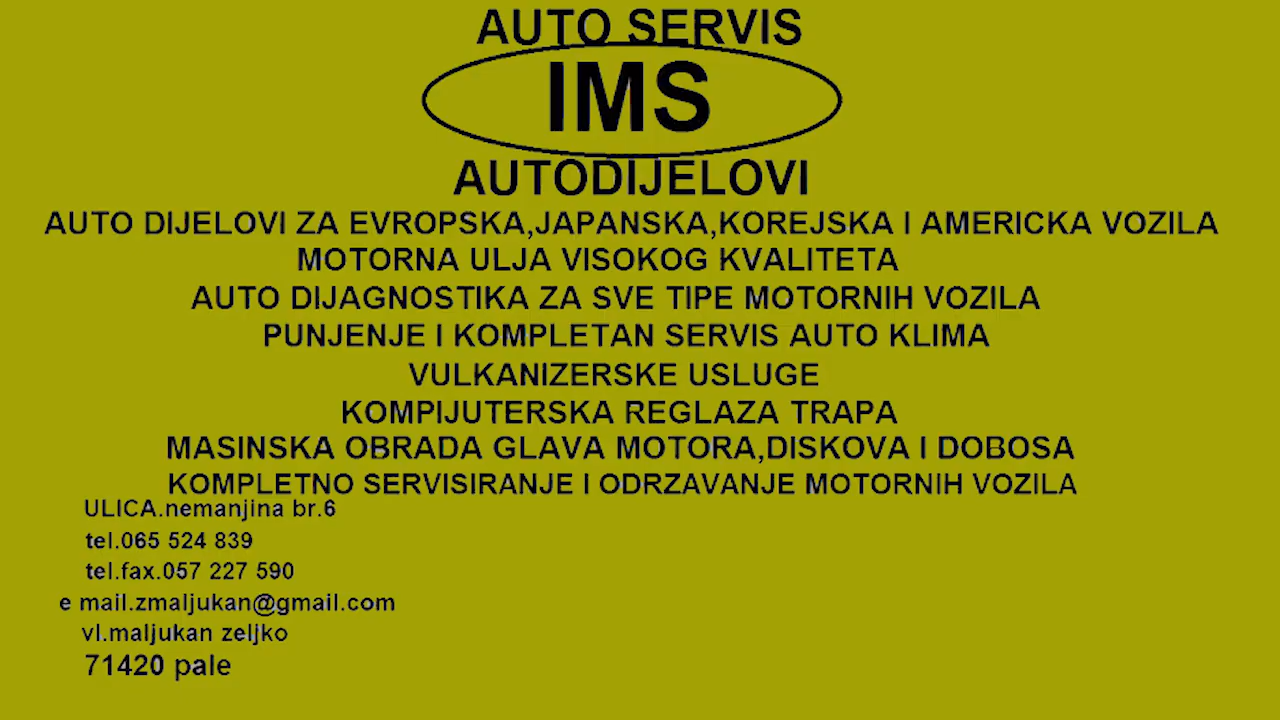 AUTO SERVIS
IMS
AUTODIJELOVI
AUTO DIJELOVI ZA EVROPSKA,JAPANSKA,KOREJSKA I AMERICKA VOZILA
MOTORNA ULJA VISOKOG KVALITETA
AUTO DIJAGNOSTIKA ZA SVE TIPE MOTORNIH VOZILA
PUNJENJE I KOMPLETAN SERVIS AUTO KLIMA
VULKANIZERSKE USLUGE
KOMPIJUTERSKA REGLAZA TRAPA
MASINSKA OBRADA GLAVA MOTORA,DISKOVA I DOBOSA
KOMPLETNO SERVISIRANJE I ODRZAVANJE MOTORNIH VOZILA
ULICA.nemanjina br.6
tel.065 524 839
tel.fax.057 227 590
e mail.zmaljukan@gmail.com
vl.maljukan zeljko
71420 pale